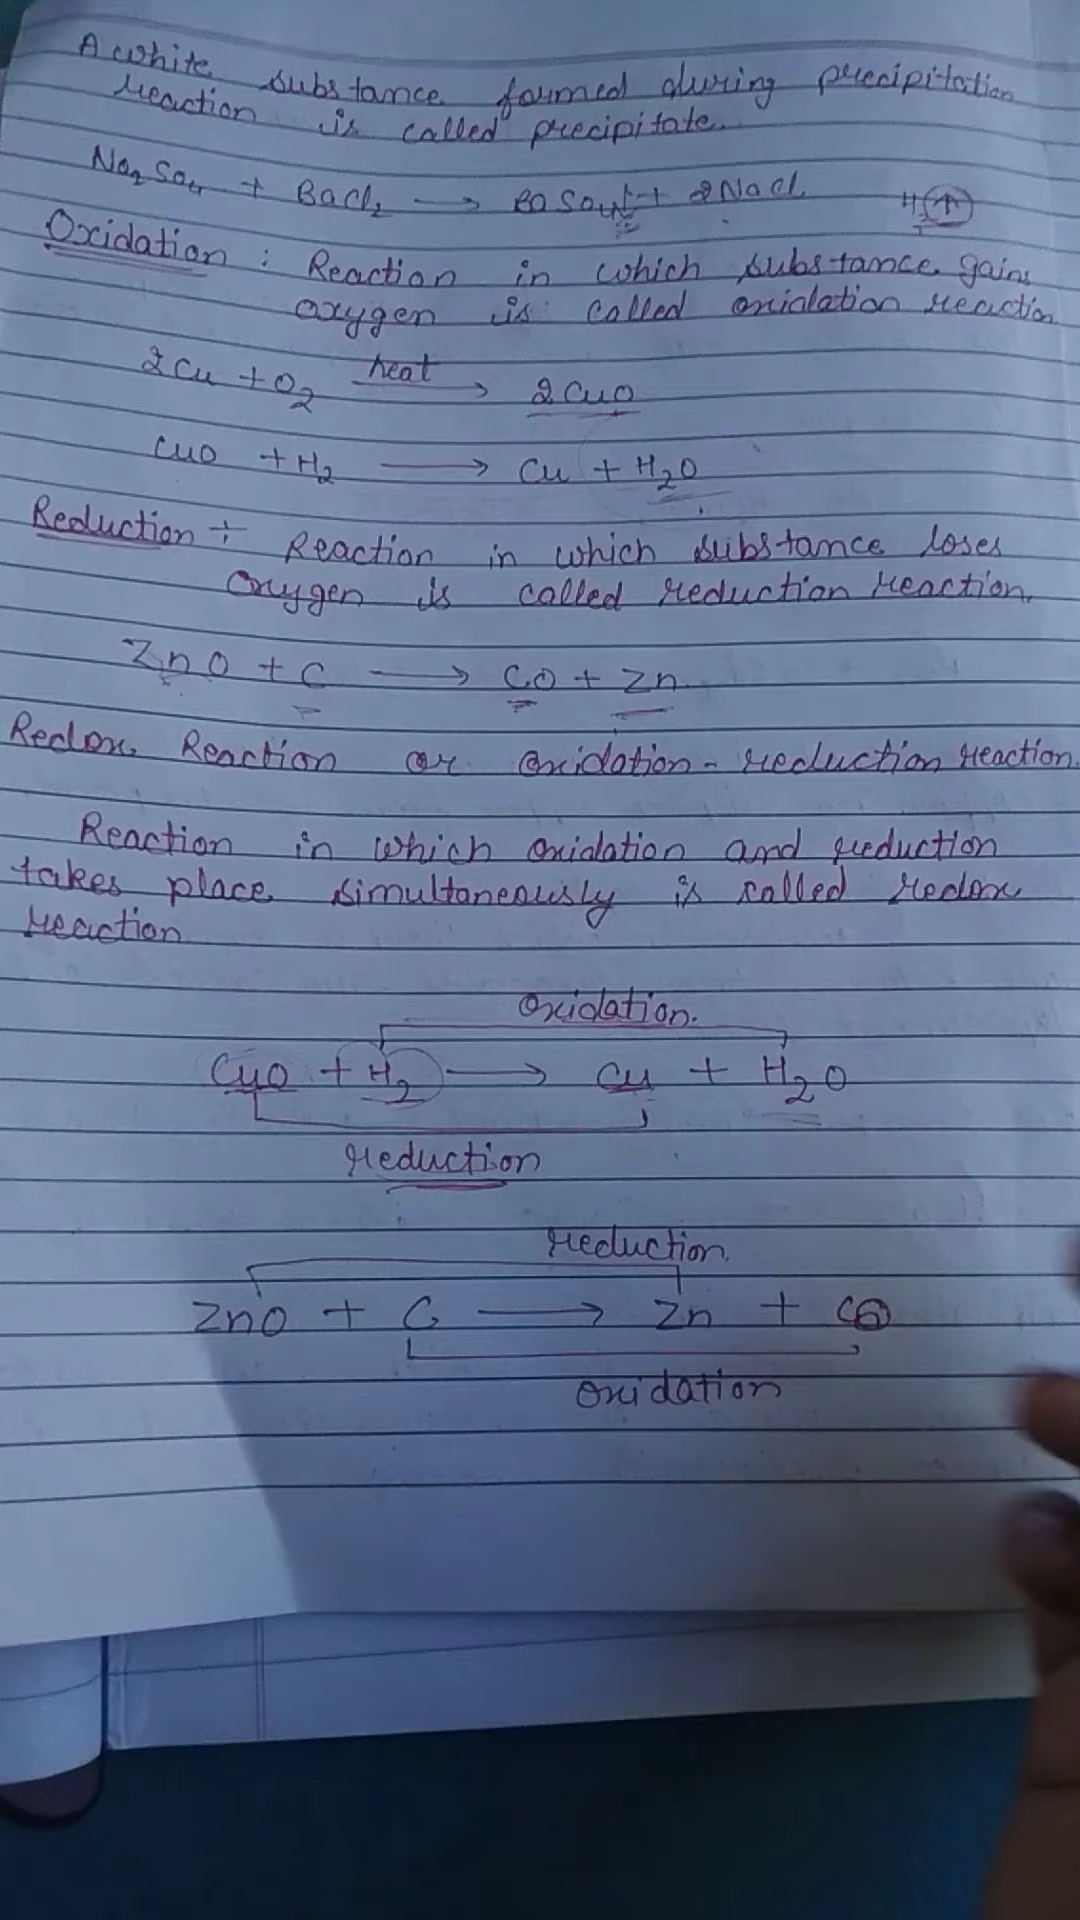 A white substance formed during precipitation
reaction is called precipitate.
Na2SO4 + BaCl2 → BaSO4↓ + 2NaCl
Oxidation : Reaction in which substance gains
oxygen is called oxidation reaction
2Cu + O2 heat → 2CuO
CuO + H2 → Cu + H2O
Reduction ÷ Reaction in which substance loses
oxygen is called reduction reaction.
ZnO + C → CO + Zn
Redox Reaction or oxidation - reduction reaction.
Reaction in which oxidation and reduction
takes place simultaneously is called redox
reaction
oxidation.
CuO + H2 → Cu + H2O
reduction
reduction.
ZnO + C → Zn + CO
oxidation